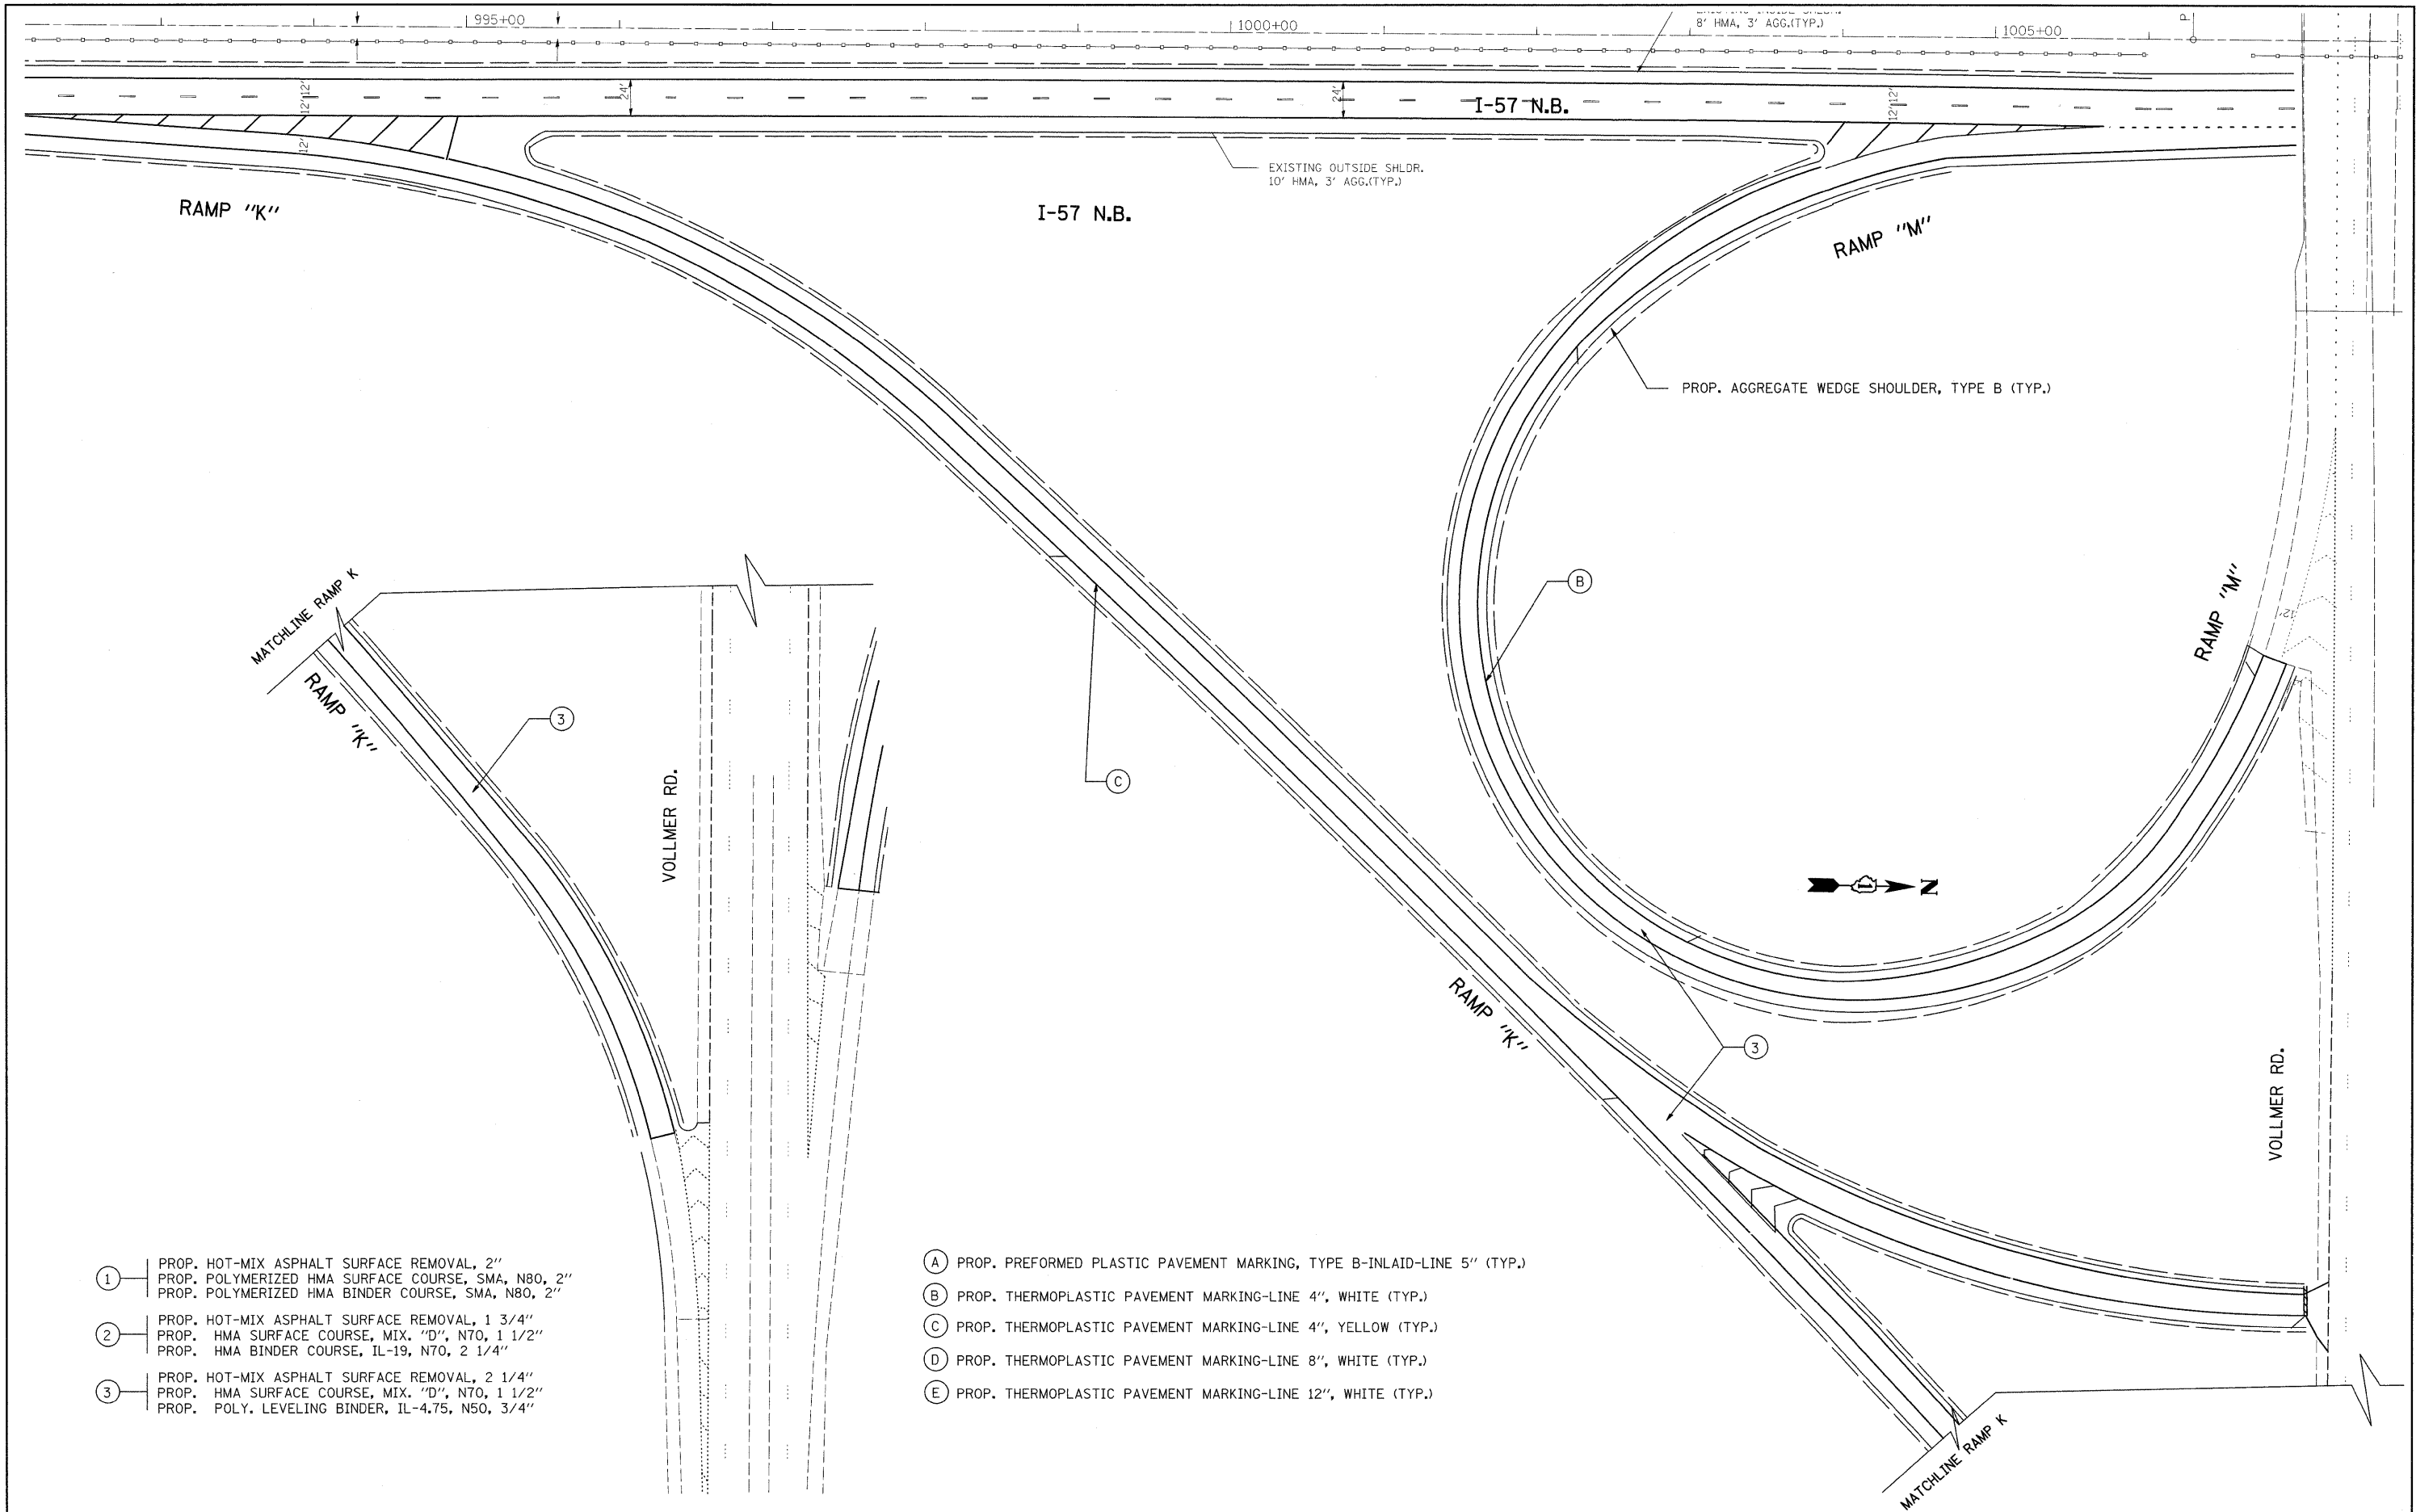 995+00
1000+00
8' HMA, 3' AGG.(TYP.)
1005+00
P
12' 12'
24'
24'
I-57 N.B.
12' 12'
12'
EXISTING OUTSIDE SHLDR.
10' HMA, 3' AGG.(TYP.)
RAMP "K"
I-57 N.B.
RAMP "M"
PROP. AGGREGATE WEDGE SHOULDER, TYPE B (TYP.)
MATCHLINE RAMP K
B
RAMP "M"
12'
RAMP "K"
3
C
VOLLMER RD.
N
RAMP "K"
3
VOLLMER RD.
1
PROP. HOT-MIX ASPHALT SURFACE REMOVAL, 2"
PROP. POLYMERIZED HMA SURFACE COURSE, SMA, N80, 2"
PROP. POLYMERIZED HMA BINDER COURSE, SMA, N80, 2"
2
PROP. HOT-MIX ASPHALT SURFACE REMOVAL, 1 3/4"
PROP. HMA SURFACE COURSE, MIX. "D", N70, 1 1/2"
PROP. HMA BINDER COURSE, IL-19, N70, 2 1/4"
3
PROP. HOT-MIX ASPHALT SURFACE REMOVAL, 2 1/4"
PROP. HMA SURFACE COURSE, MIX. "D", N70, 1 1/2"
PROP. POLY. LEVELING BINDER, IL-4.75, N50, 3/4"
A PROP. PREFORMED PLASTIC PAVEMENT MARKING, TYPE B-INLAID-LINE 5" (TYP.)
B PROP. THERMOPLASTIC PAVEMENT MARKING-LINE 4", WHITE (TYP.)
C PROP. THERMOPLASTIC PAVEMENT MARKING-LINE 4", YELLOW (TYP.)
D PROP. THERMOPLASTIC PAVEMENT MARKING-LINE 8", WHITE (TYP.)
E PROP. THERMOPLASTIC PAVEMENT MARKING-LINE 12", WHITE (TYP.)
MATCHLINE RAMP K